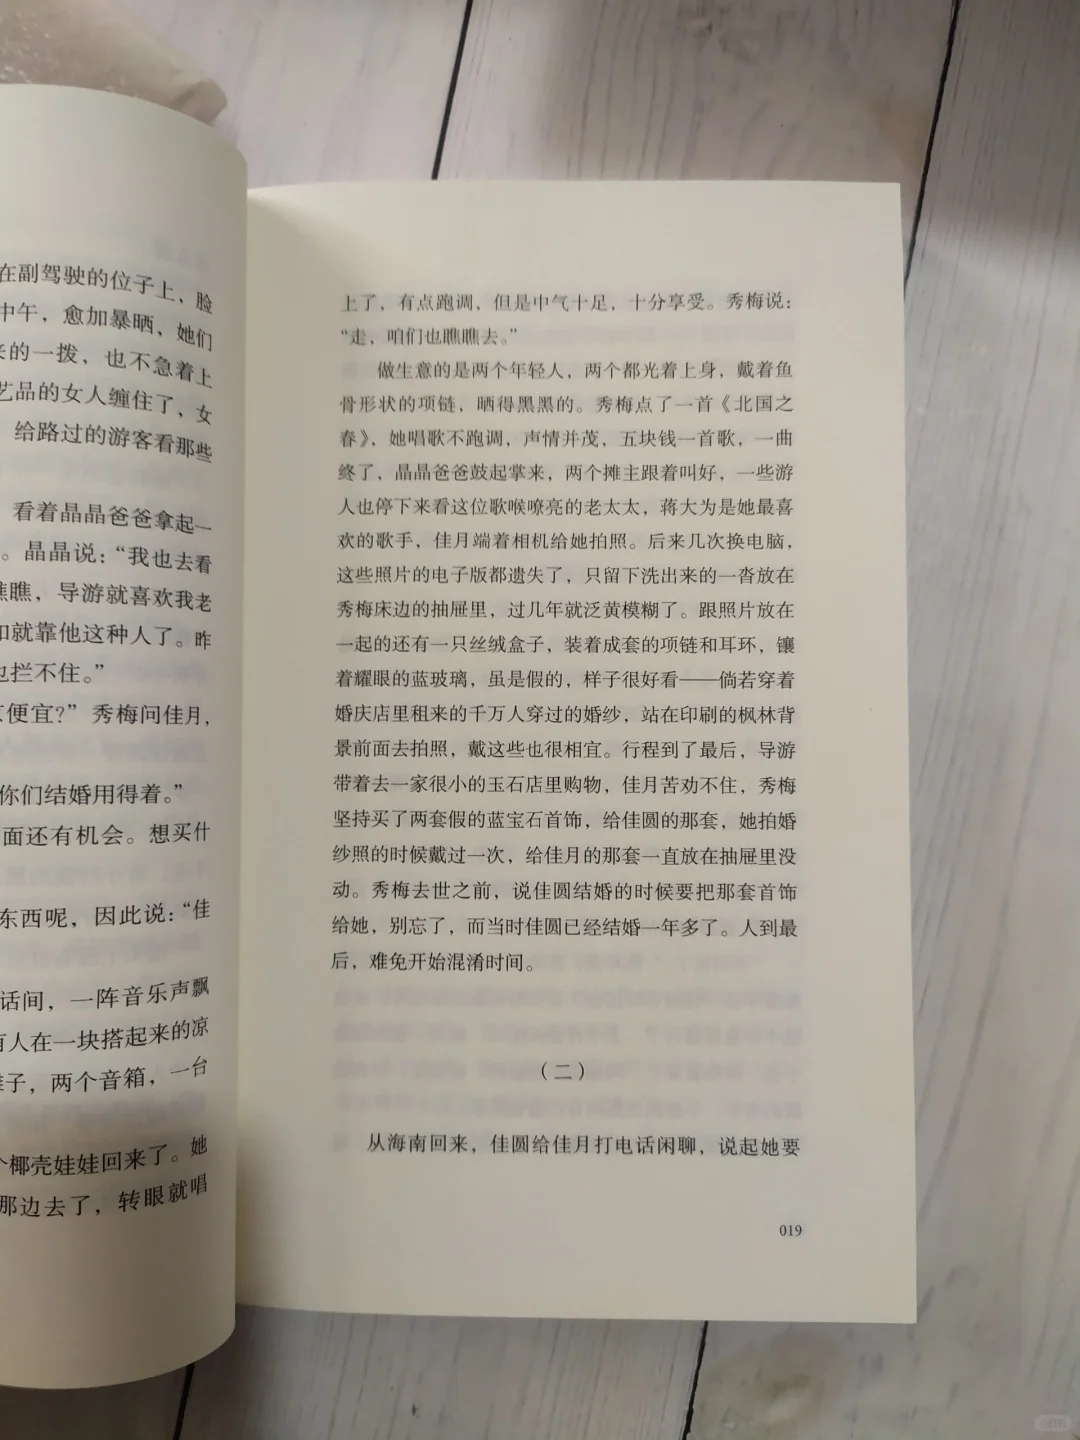 在副驾驶的位子上，脸
中午，愈加暴晒，她们
来的一拨，也不急着上
艺品的女人缠住了，女
给路过的游客看那些
看着晶晶爸爸拿起一
。晶晶说：“我也去看
瞧瞧，导游就喜欢我老
如就靠他这种人了。昨
也拦不住。”
便宜？”秀梅问佳月，
你们结婚用得着。”
面还有机会。想买什
东西呢，因此说：“佳
话间，一阵音乐声飘
有人在一块搭起来的凉
摊子，两个音箱，一台
个椰壳娃娃回来了。她
那边去了，转眼就唱
上了，有点跑调，但是中气十足，十分享受。秀梅说：
“走，咱们也瞧瞧去。”
做生意的是两个年轻人，两个都光着上身，戴着鱼
骨形状的项链，晒得黑黑的。秀梅点了一首《北国之
春》，她唱歌不跑调，声情并茂，五块钱一首歌，一曲
终了，晶晶爸爸鼓起掌来，两个摊主跟着叫好，一些游
人也停下来看这位歌喉嘹亮的老太太，蒋大为是她最喜
欢的歌手，佳月端着相机给她拍照。后来几次换电脑，
这些照片的电子版都遗失了，只留下洗出来的一沓放在
秀梅床边的抽屉里，过几年就泛黄模糊了。跟照片放在
一起的还有一只丝绒盒子，装着成套的项链和耳环，镶
着耀眼的蓝玻璃，虽是假的，样子很好看——倘若穿着
婚庆店里租来的千万人穿过的婚纱，站在印刷的枫林背
景前面去拍照，戴这些也很相宜。行程到了最后，导游
带着去一家很小的玉石店里购物，佳月苦劝不住，秀梅
坚持买了两套假的蓝宝石首饰，给佳圆的那套，她拍婚
纱照的时候戴过一次，给佳月的那套一直放在抽屉里没
动。秀梅去世之前，说佳圆结婚的时候要把那套首饰
给她，别忘了，而当时佳圆已经结婚一年多了。人到最
后，难免开始混淆时间。
（二）
从海南回来，佳圆给佳月打电话闲聊，说起她要
019